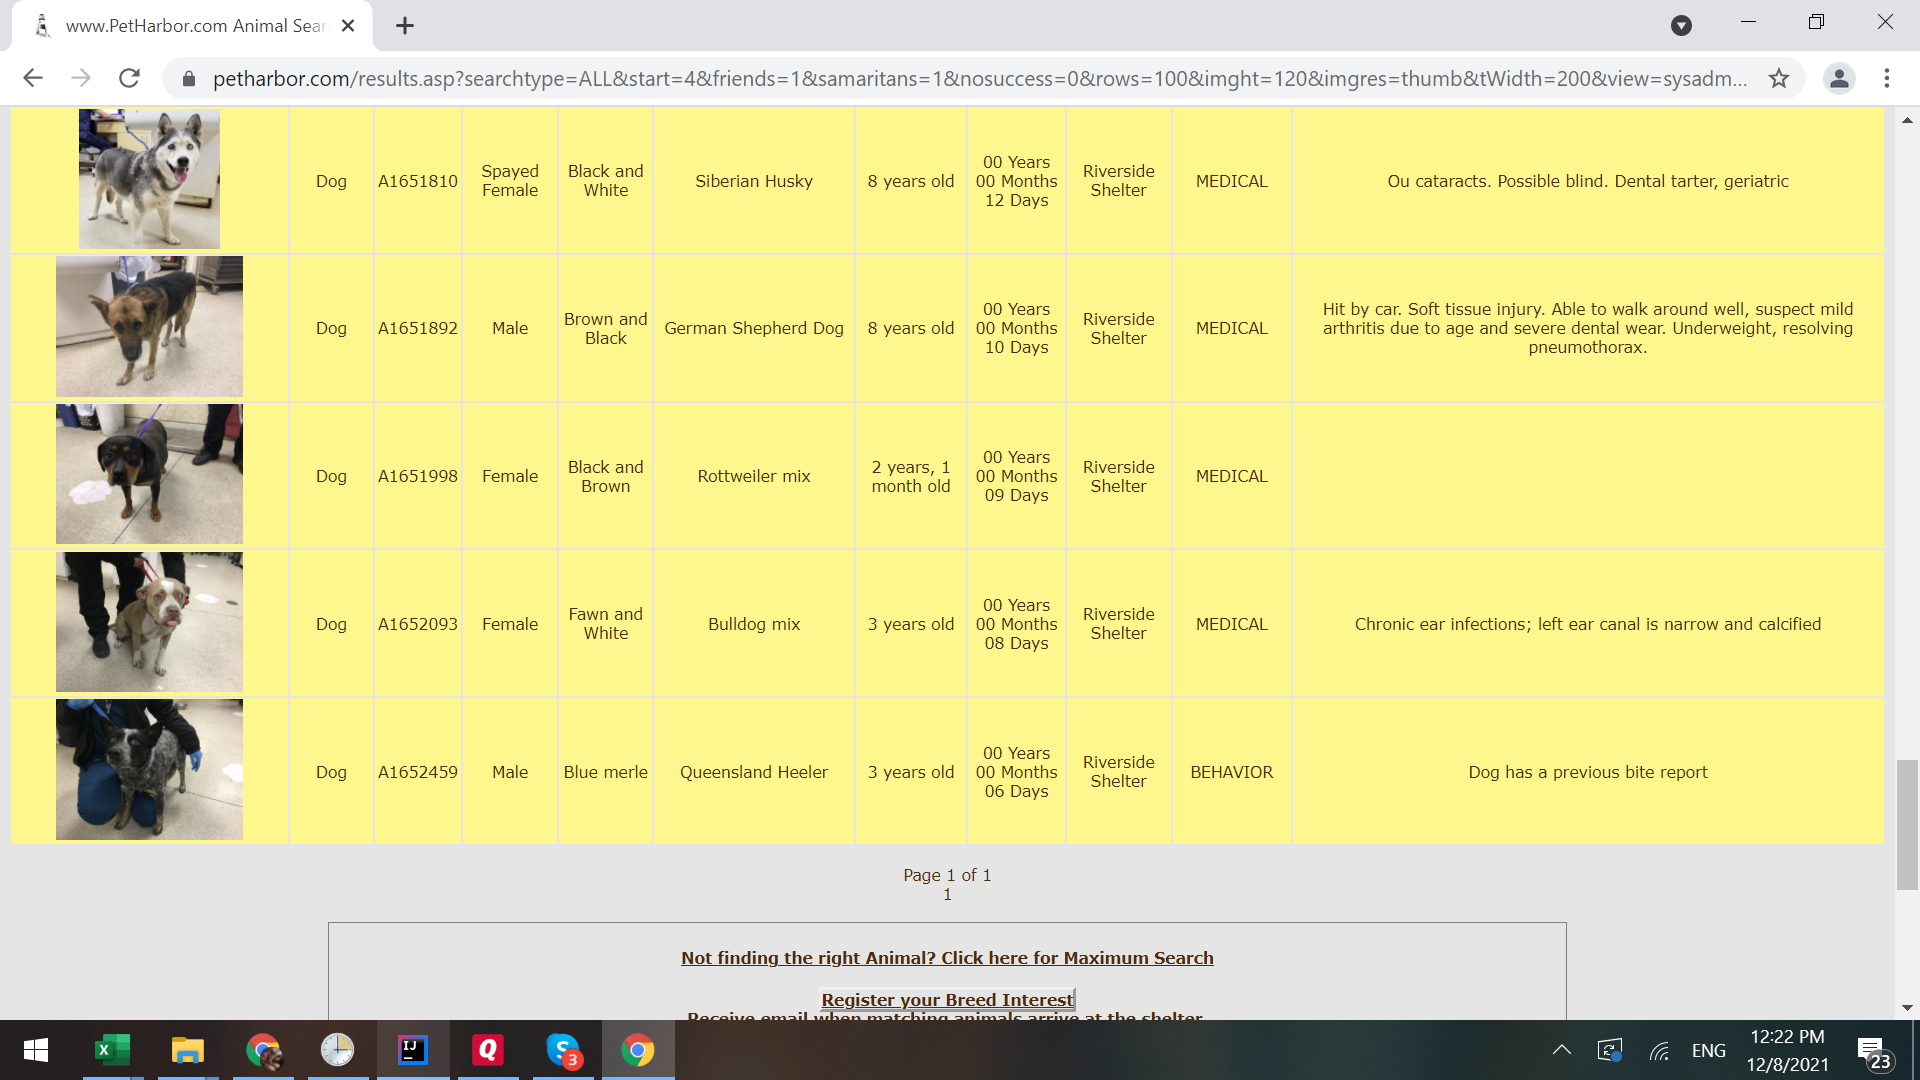 www.PetHarbor.com Animal Sear
petharbor.com/results.asp?searchtype=ALL&start=4&friends=1&samaritans=1&nosuccess=0&rows=100&imght=120&imgres=thumb&tWidth=200&view=sysadm...
Dog
A1651810
Spayed
Female
Black and
White
Siberian Husky
8 years old
00 Years
00 Months
12 Days
Riverside
Shelter
MEDICAL
Ou cataracts. Possible blind. Dental tarter, geriatric
Dog
A1651892
Male
Brown and
Black
German Shepherd Dog
8 years old
00 Years
00 Months
10 Days
Riverside
Shelter
MEDICAL
Hit by car. Soft tissue injury. Able to walk around well, suspect mild
arthritis due to age and severe dental wear. Underweight, resolving
pneumothorax.
Dog
A1651998
Female
Black and
Brown
Rottweiler mix
2 years, 1
month old
00 Years
00 Months
09 Days
Riverside
Shelter
MEDICAL
Dog
A1652093
Female
Fawn and
White
Bulldog mix
3 years old
00 Years
00 Months
08 Days
Riverside
Shelter
MEDICAL
Chronic ear infections; left ear canal is narrow and calcified
Dog
A1652459
Male
Blue merle
Queensland Heeler
3 years old
00 Years
00 Months
06 Days
Riverside
Shelter
BEHAVIOR
Dog has a previous bite report
Page 1 of 1
1
Not finding the right Animal? Click here for Maximum Search
Register your Breed Interest
Receive email when matching animals arrive at the shelter
X
IJ
Q
S
3
ENG
12:22 PM
12/8/2021
23